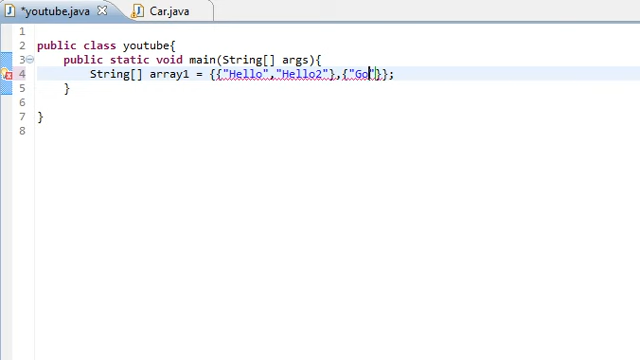 *youtube.java Car.java
1
2 public class youtube{
3 public static void main(String[] args){
4 String[] array1 = {{"Hello","Hello2"},{"Go"}};
5 }
6
7 }
8